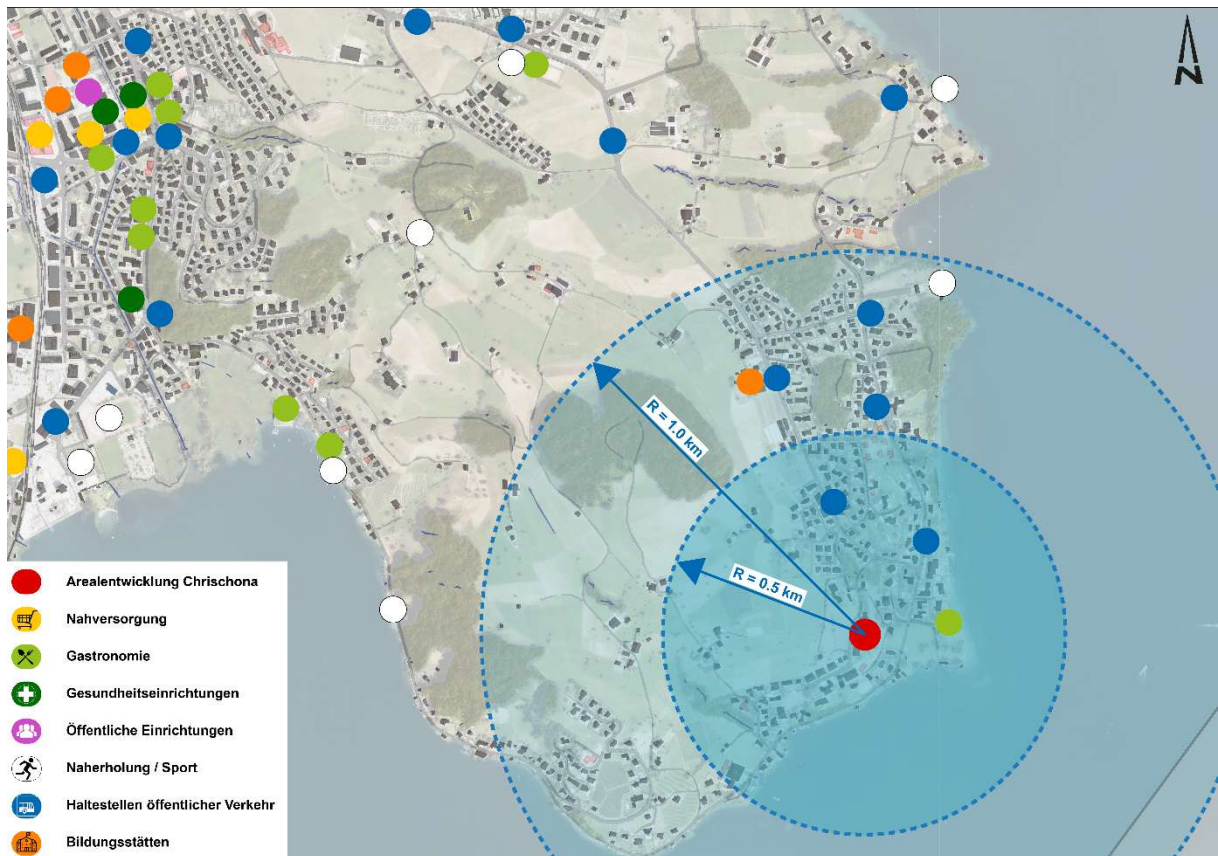 N
R = 1.0 km
R = 0.5 km
Arealentwicklung Chrischona
Nahversorgung
Gastronomie
Gesundheitseinrichtungen
Öffentliche Einrichtungen
Naherholung / Sport
Haltestellen öffentlicher Verkehr
Bildungsstätten